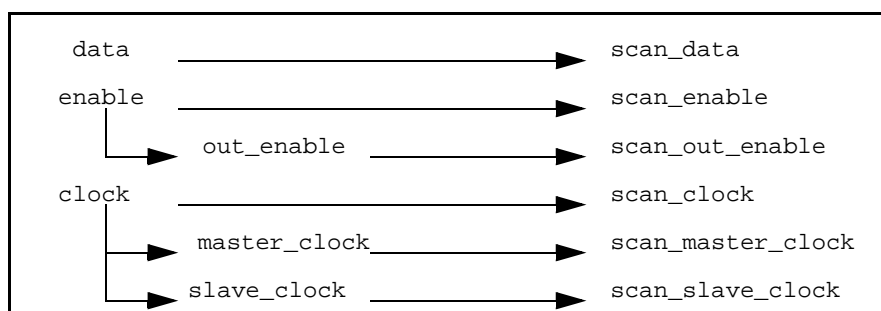 data scan_data
enable scan_enable
out_enable scan_out_enable
clock scan_clock
master_clock scan_master_clock
slave_clock scan_slave_clock